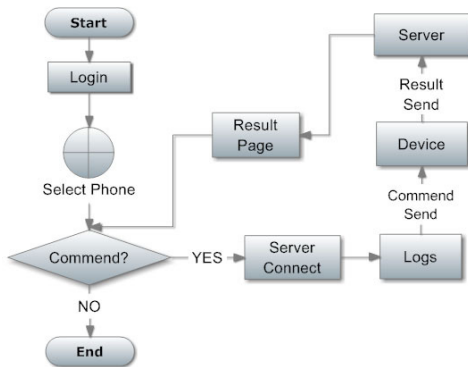 Start
Login
Select Phone
Commend?
NO
End
YES
Server
Connect
Logs
Commend
Send
Device
Result
Send
Server
Result
Page